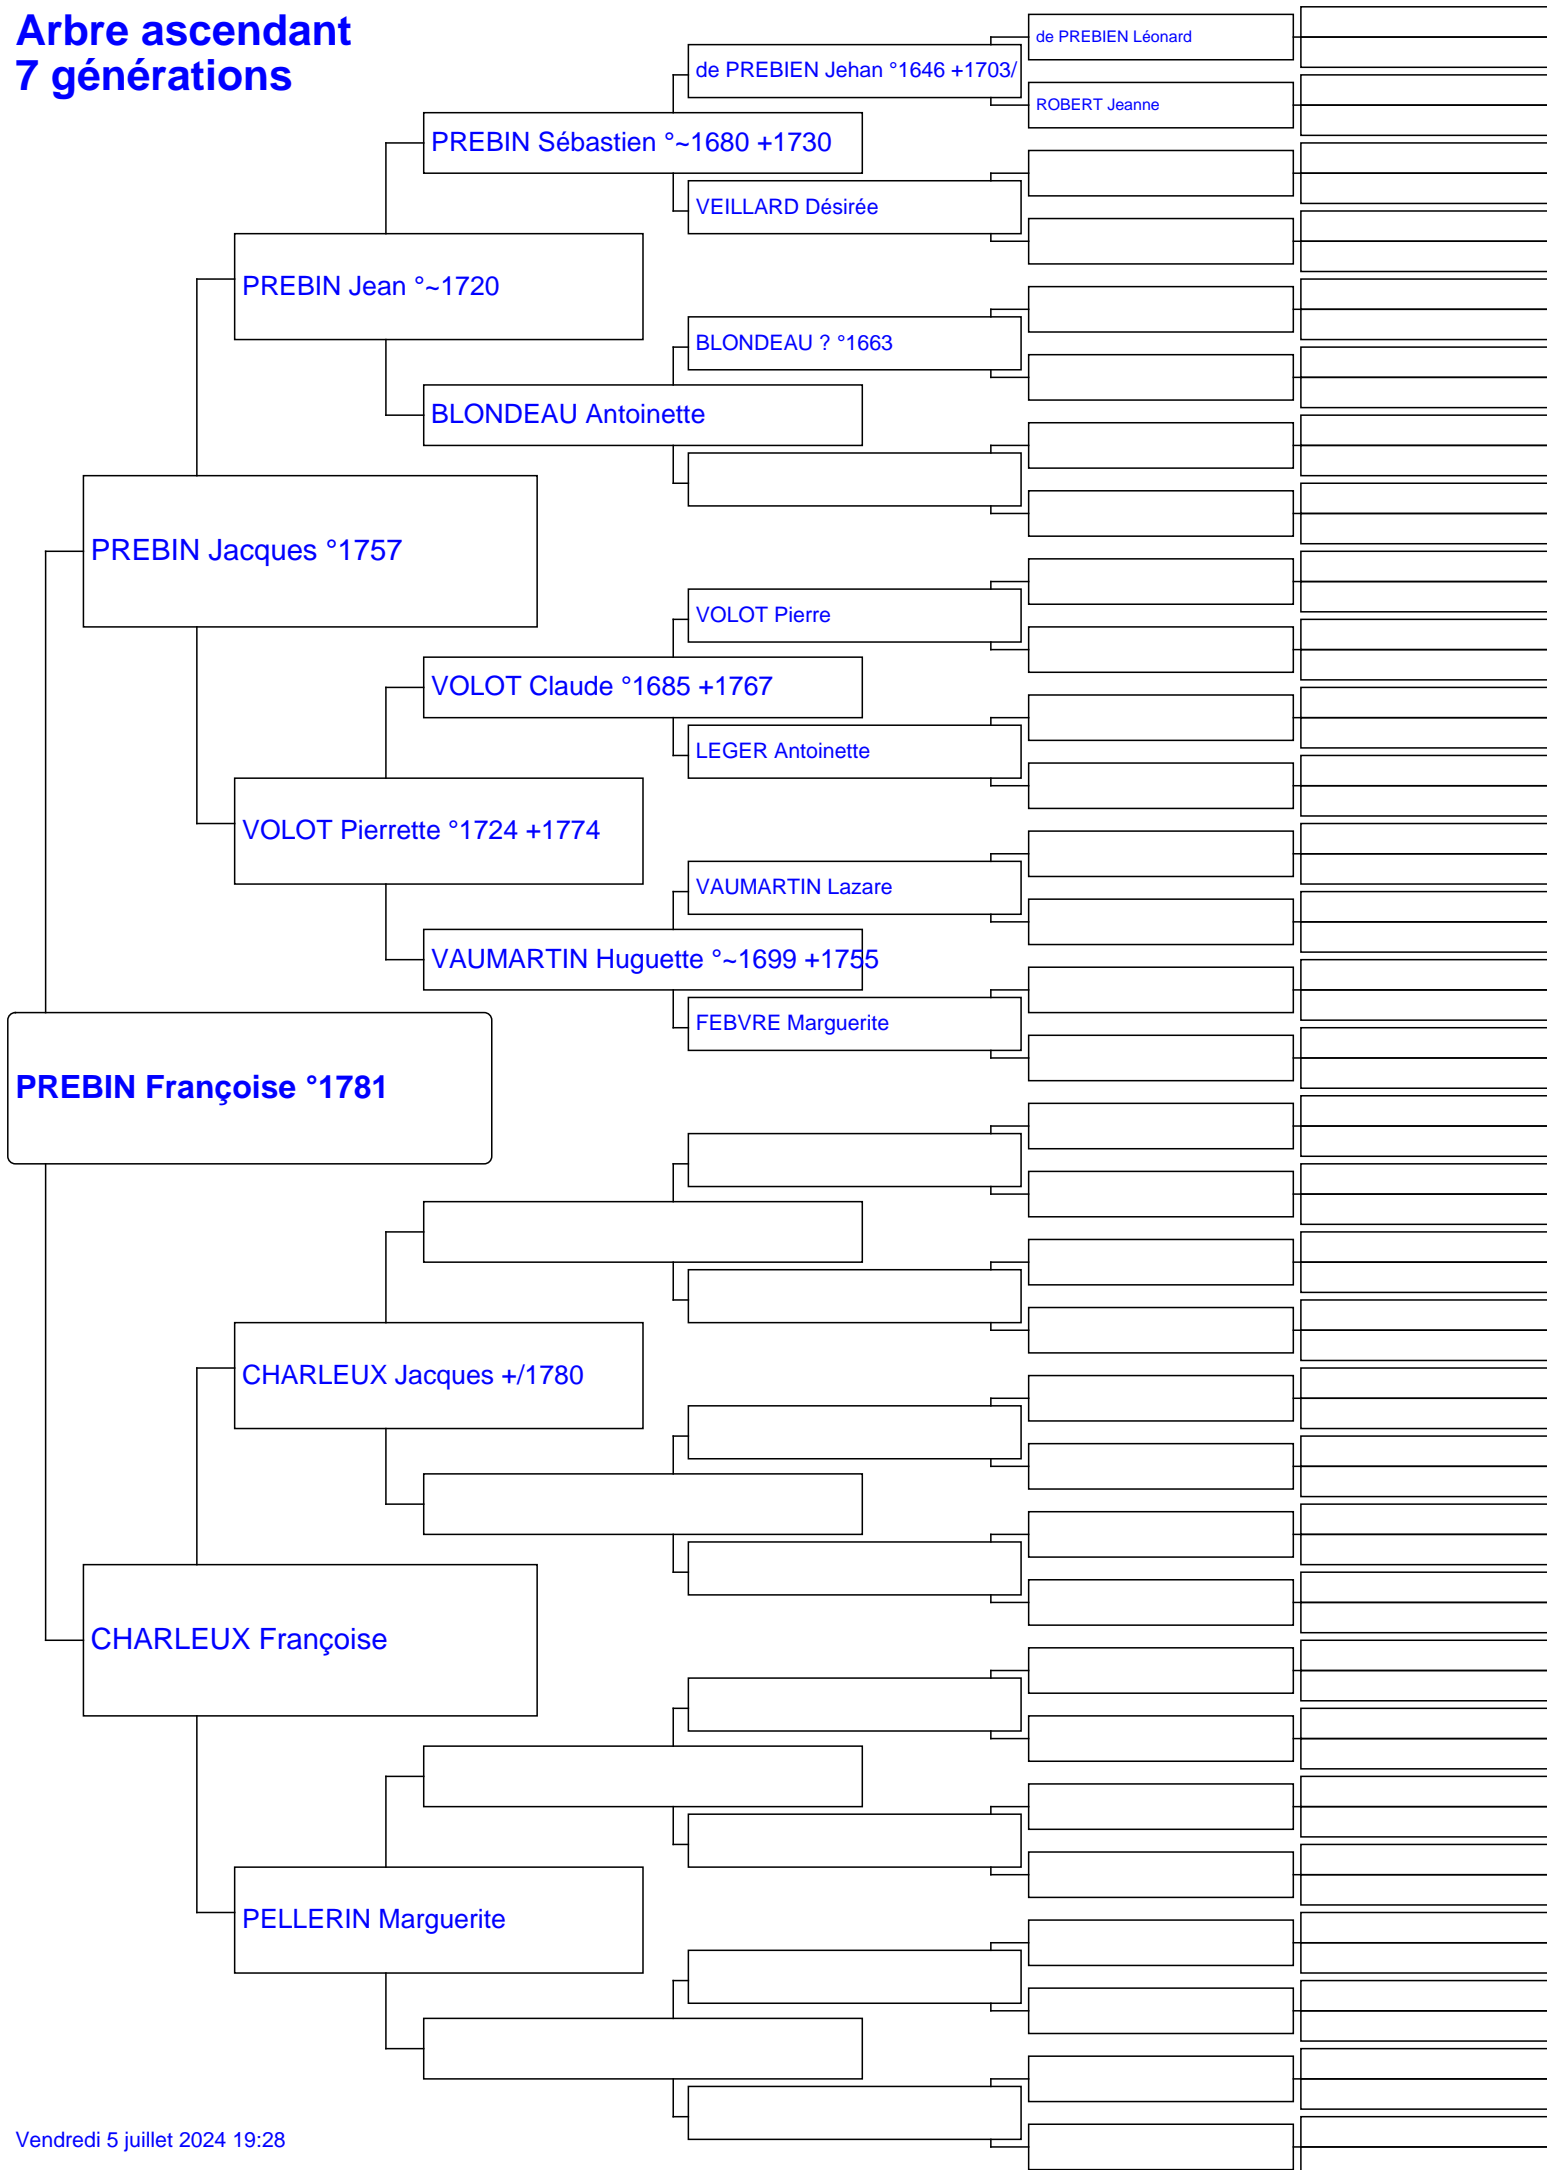 Arbre ascendant
7 générations
de PREBIEN Léonard
de PREBIEN Jehan °1646 +1703/
ROBERT Jeanne
PREBIN Sébastien °~1680 +1730
VEILLARD Désirée
PREBIN Jean °~1720
BLONDEAU ? °1663
BLONDEAU Antoinette
PREBIN Jacques °1757
VOLOT Pierre
VOLOT Claude °1685 +1767
LEGER Antoinette
VOLOT Pierrette °1724 +1774
VAUMARTIN Lazare
VAUMARTIN Huguette °~1699 +1755
FEBVRE Marguerite
PREBIN Françoise °1781
CHARLEUX Jacques +/1780
CHARLEUX Françoise
PELLERIN Marguerite
Vendredi 5 juillet 2024 19:28